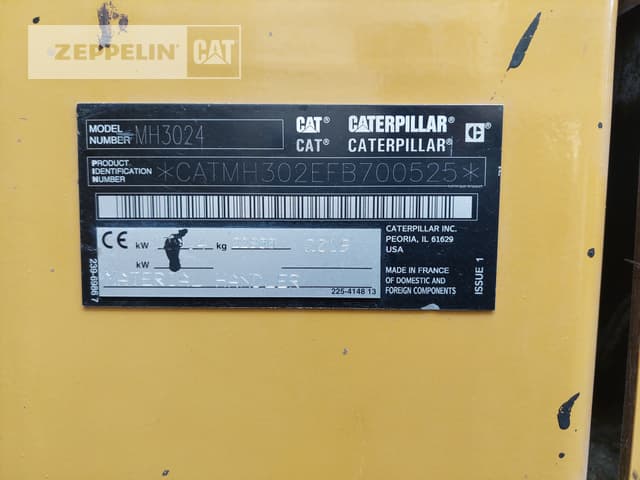 ZEPPELIN CAT
MODEL NUMBER MH3024
CAT® CATERPILLAR®
CAT® CATERPILLAR®
PRODUCT IDENTIFICATION NUMBER *CATMH302EFB700525*
CATERPILLAR INC.
PEORIA, IL 61629
USA
CE kW kg
kW
MATERIAL HANDLER
MADE IN FRANCE
OF DOMESTIC AND
FOREIGN COMPONENTS
225-4148 13
239-6986 7
ISSUE 1